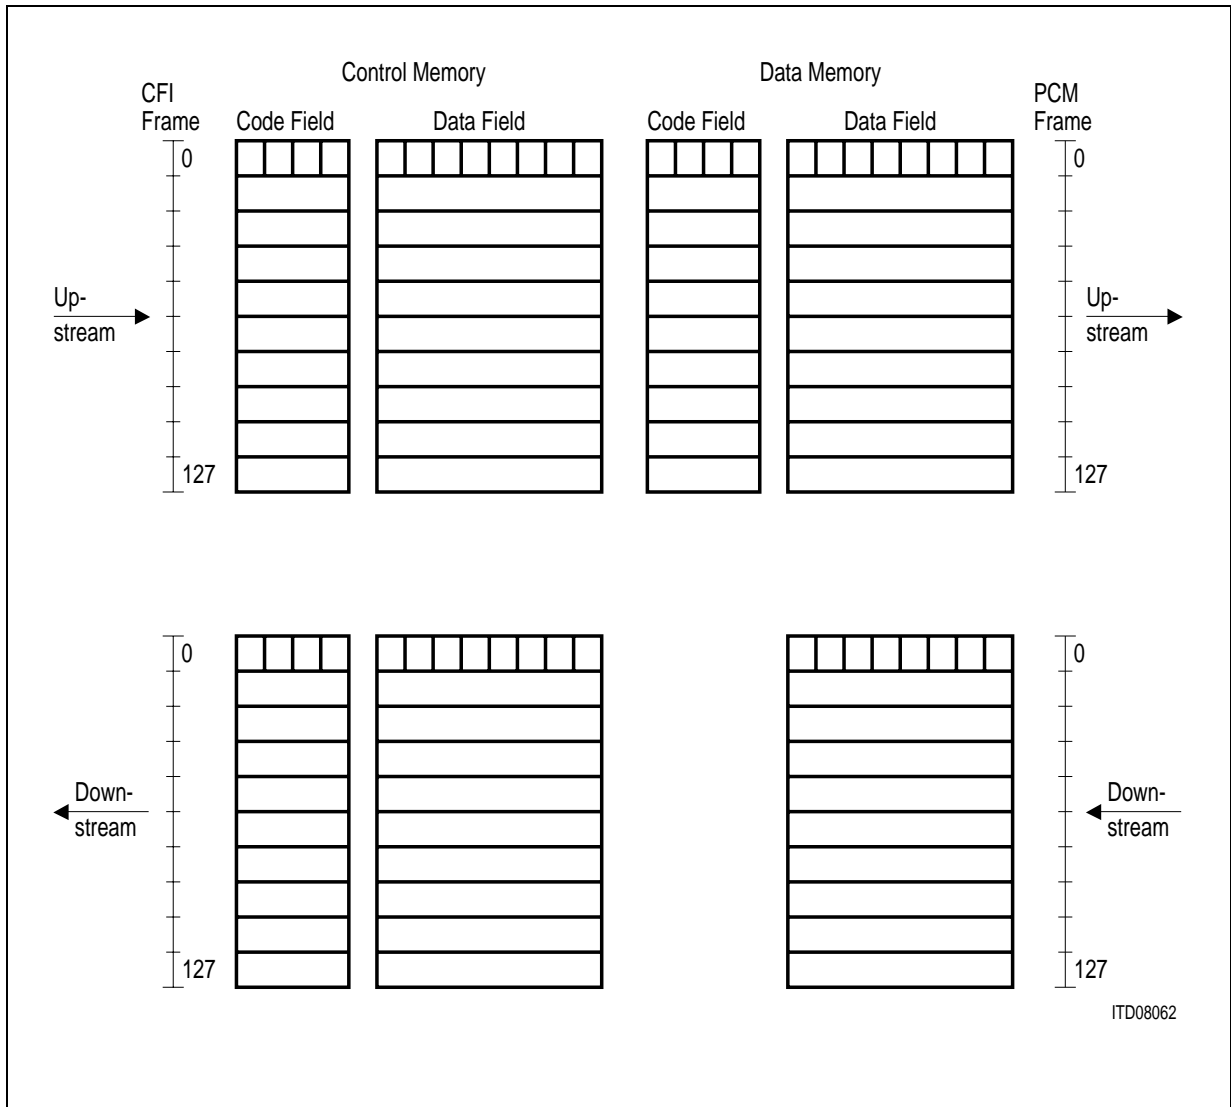 Control Memory
Data Memory
CFI
Frame
Code Field
Data Field
Code Field
Data Field
PCM
Frame
0
0
Up-
stream
Up-
stream
127
127
0
0
Down-
stream
Down-
stream
127
127
ITD08062